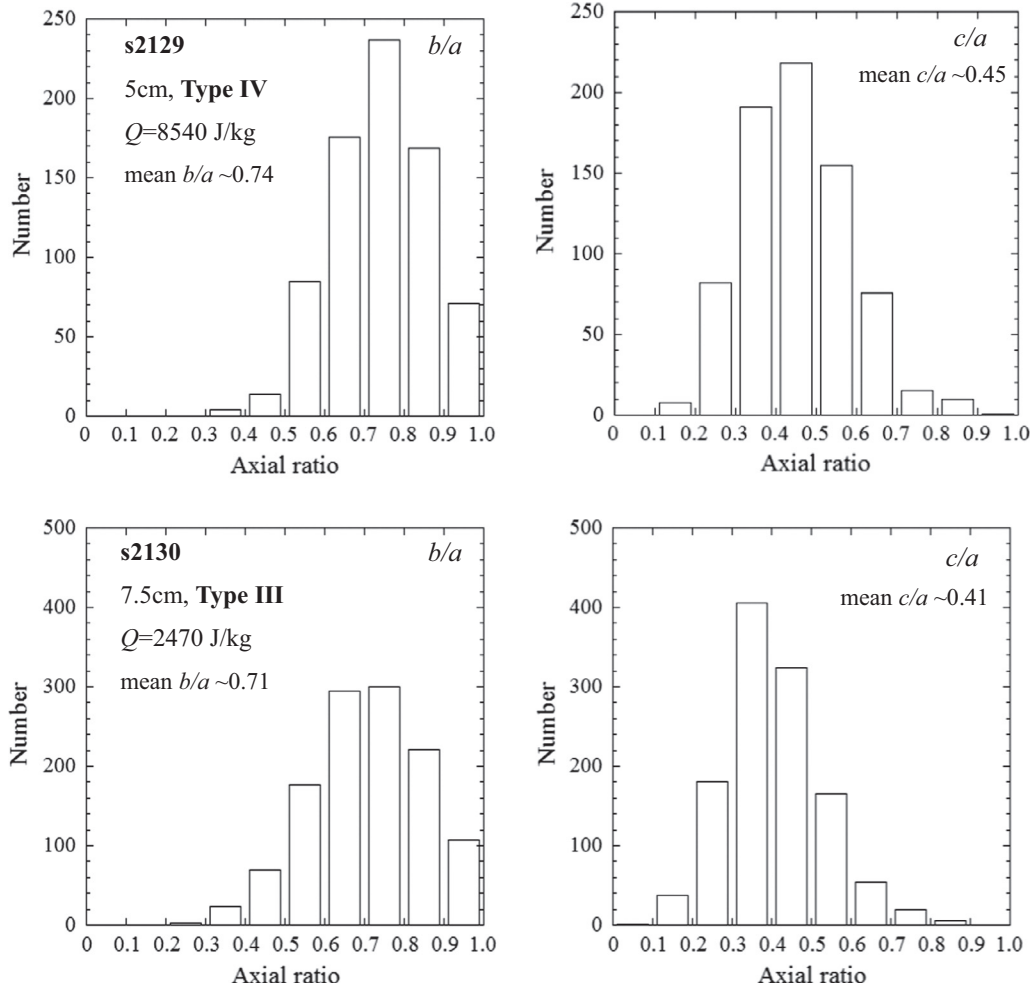 s2129
5cm, Type IV
Q=8540 J/kg
mean b/a ~0.74
b/a
Number
250
200
150
100
50
0
0 0.1 0.2 0.3 0.4 0.5 0.6 0.7 0.8 0.9 1.0
Axial ratio
c/a
mean c/a ~0.45
Number
250
200
150
100
50
0
0 0.1 0.2 0.3 0.4 0.5 0.6 0.7 0.8 0.9 1.0
Axial ratio
s2130
7.5cm, Type III
Q=2470 J/kg
mean b/a ~0.71
b/a
Number
500
400
300
200
100
0
0 0.1 0.2 0.3 0.4 0.5 0.6 0.7 0.8 0.9 1.0
Axial ratio
c/a
mean c/a ~0.41
Number
500
400
300
200
100
0
0 0.1 0.2 0.3 0.4 0.5 0.6 0.7 0.8 0.9 1.0
Axial ratio